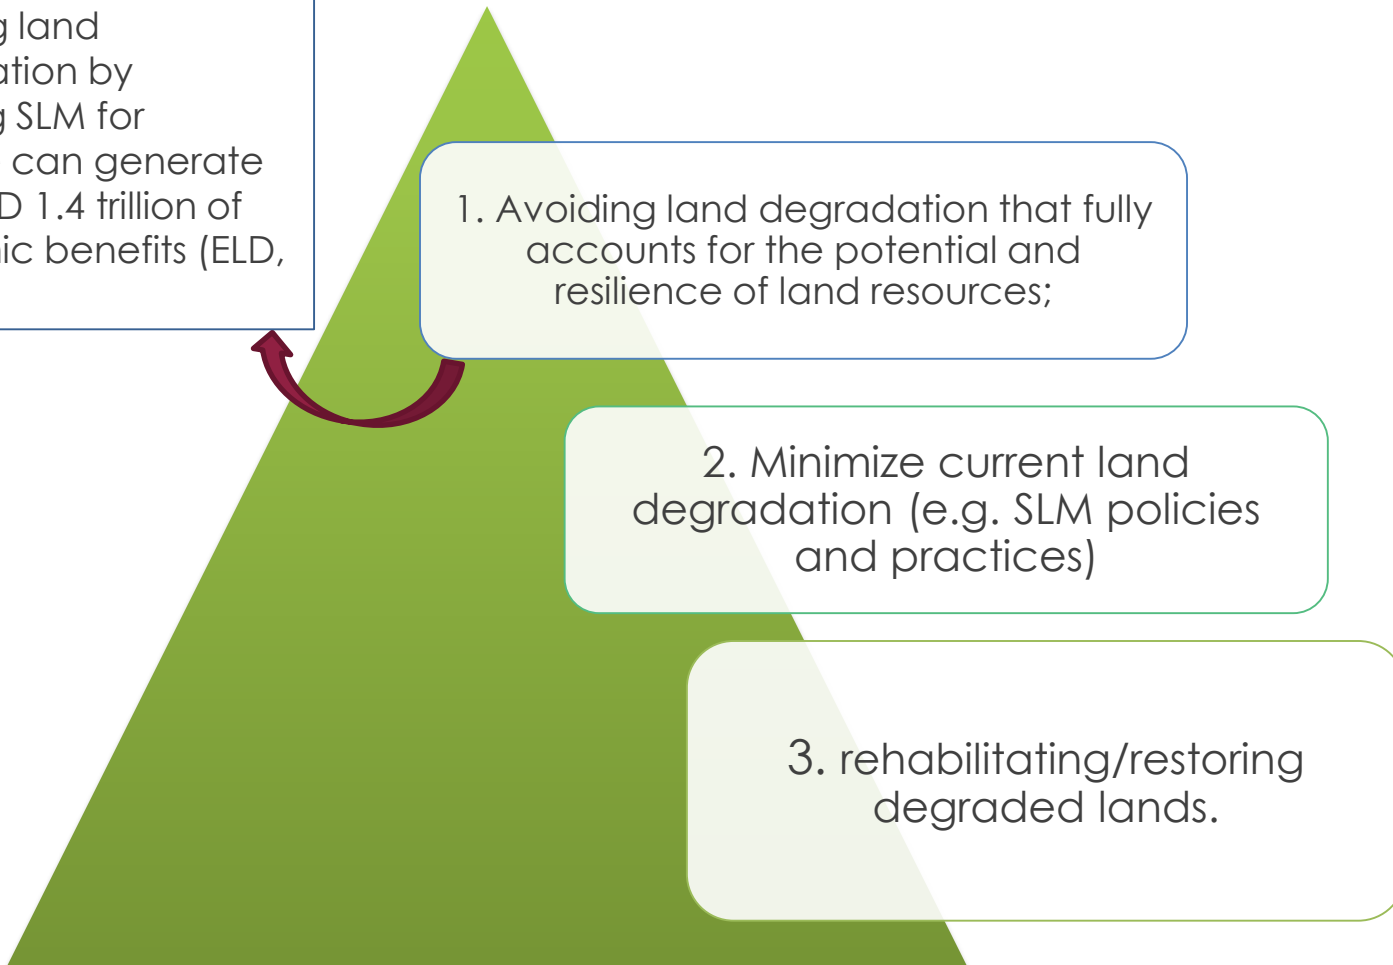 land
by
SLM for
can generate
1.4 trillion of
benefits (ELD,
1. Avoiding land degradation that fully
accounts for the potential and
resilience of land resources;
2. Minimize current land
degradation (e.g. SLM policies
and practices)
3. rehabilitating/restoring
degraded lands.